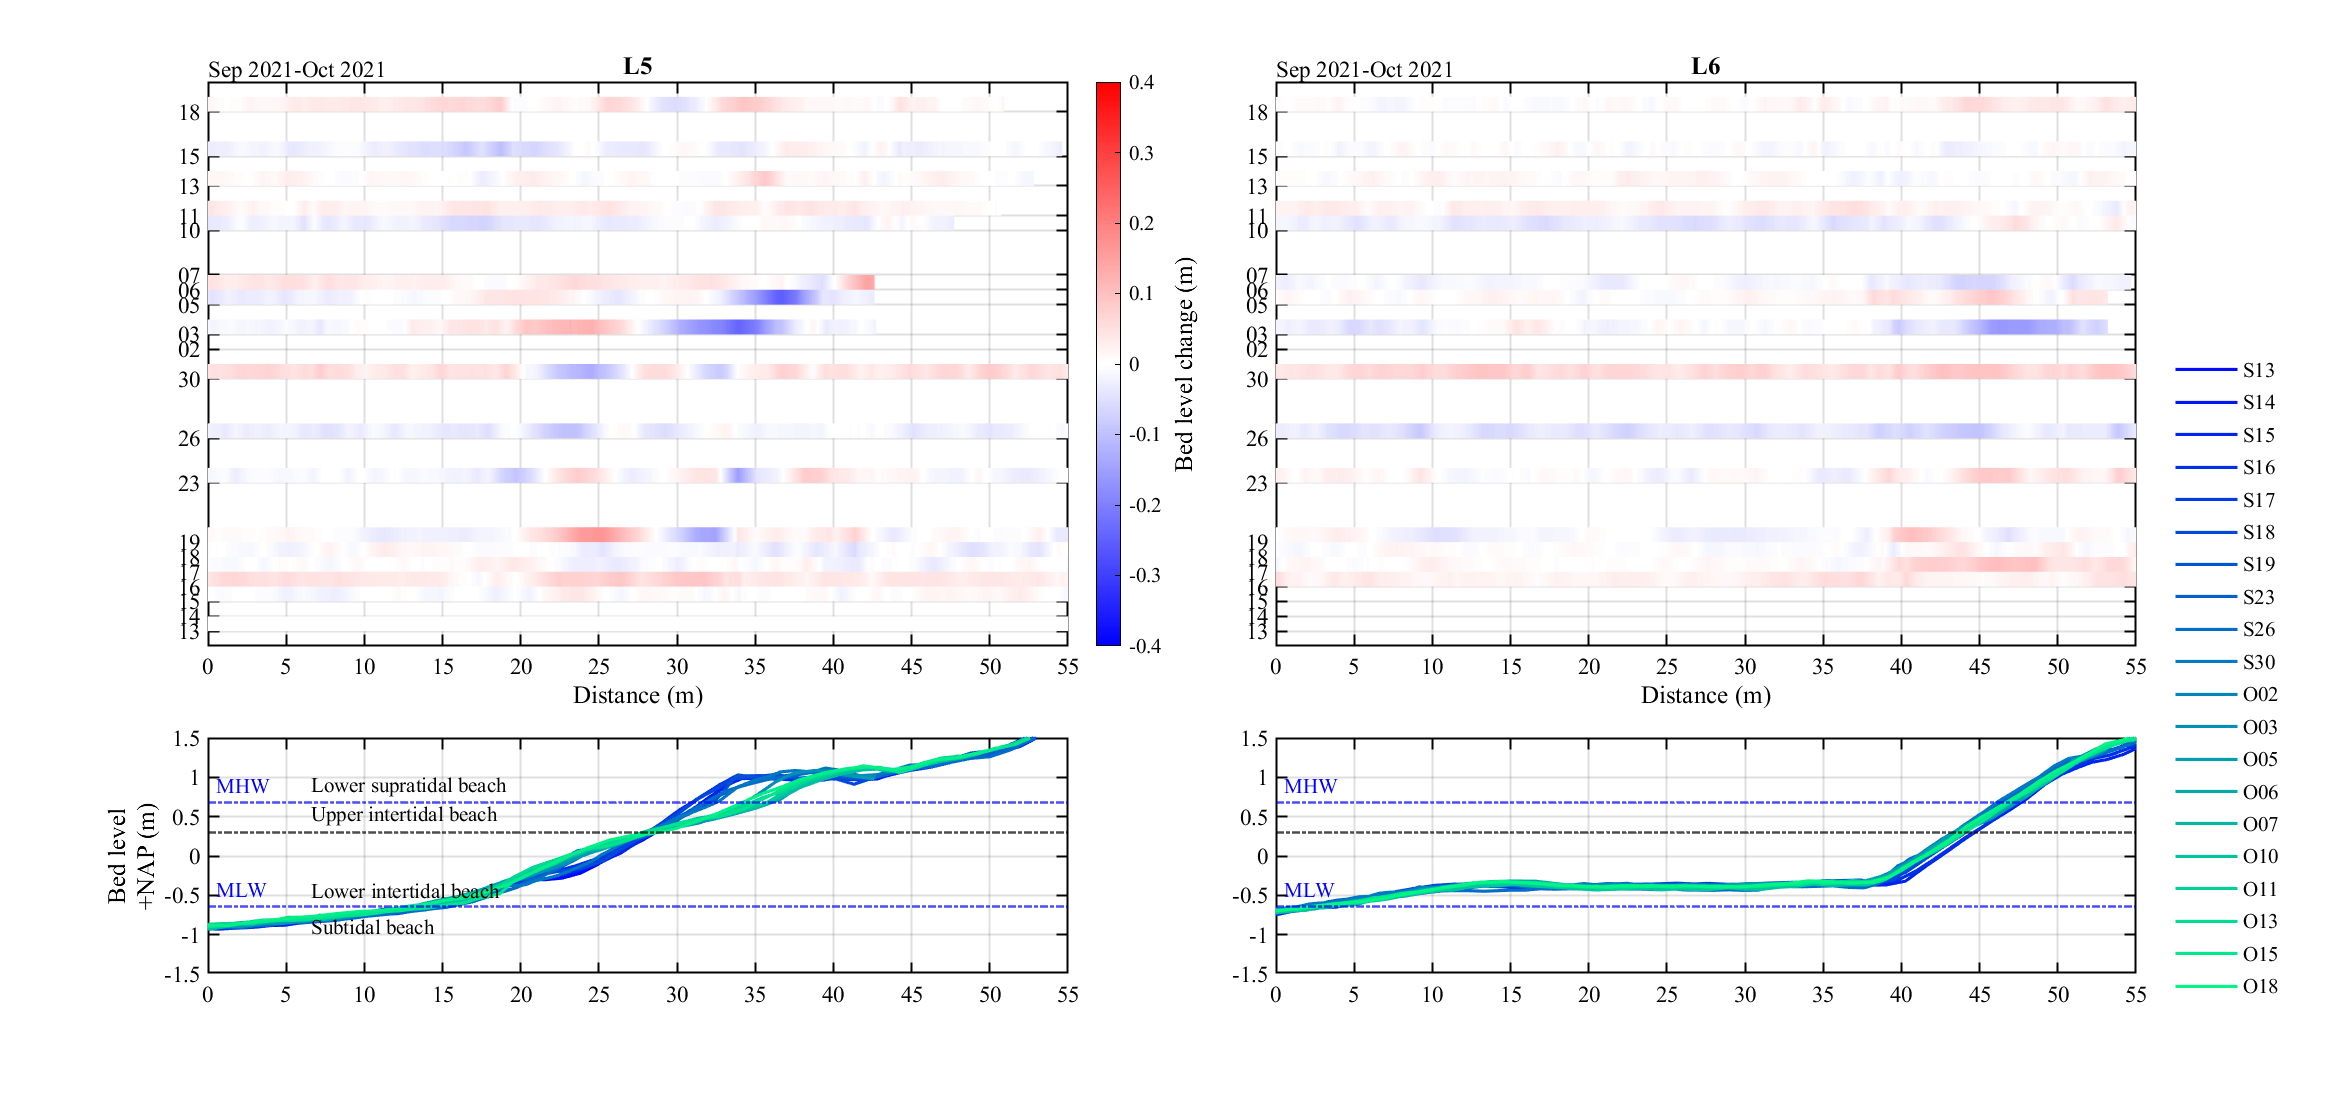 Sep 2021-Oct 2021
L5
18
15
13
11
10
07
06
05
03
02
30
26
23
19
18
17
16
15
14
13
0 5 10 15 20 25 30 35 40 45 50 55
Distance (m)
0.4
0.3
0.2
0.1
0
-0.1
-0.2
-0.3
-0.4
Bed level change (m)
Sep 2021-Oct 2021
L6
18
15
13
11
10
07
06
05
03
02
30
26
23
19
18
17
16
15
14
13
0 5 10 15 20 25 30 35 40 45 50 55
Distance (m)
Bed level
+NAP (m)
1.5
1
0.5
0
-0.5
-1
-1.5
MHW
Lower supratidal beach
Upper intertidal beach
MLW
Lower intertidal beach
Subtidal beach
0 5 10 15 20 25 30 35 40 45 50 55
1.5
1
0.5
0
-0.5
-1
-1.5
MHW
MLW
0 5 10 15 20 25 30 35 40 45 50 55
S13
S14
S15
S16
S17
S18
S19
S23
S26
S30
O02
O03
O05
O06
O07
O10
O11
O13
O15
O18